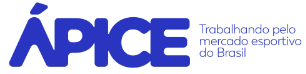 ÁPICE
Trabalhando pelo
mercado esportivo
do Brasil